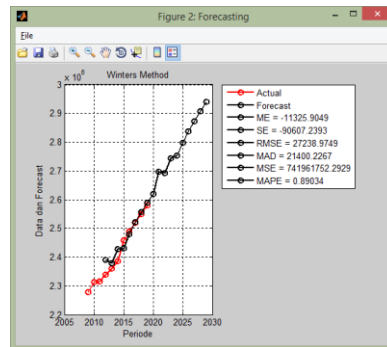 Figure 2: Forecasting
File
x 10⁶
Winters Method
3
2.9
2.8
2.7
2.6
2.5
2.4
2.3
2.2
2005
2010
2015
2020
2025
2030
Data dan Forecast
Periode
Actual
Forecast
ME = -11325.9049
SE = -90607.2393
RMSE = 27238.9749
MAD = 21400.2267
MSE = 741961752.2929
MAPE = 0.89034